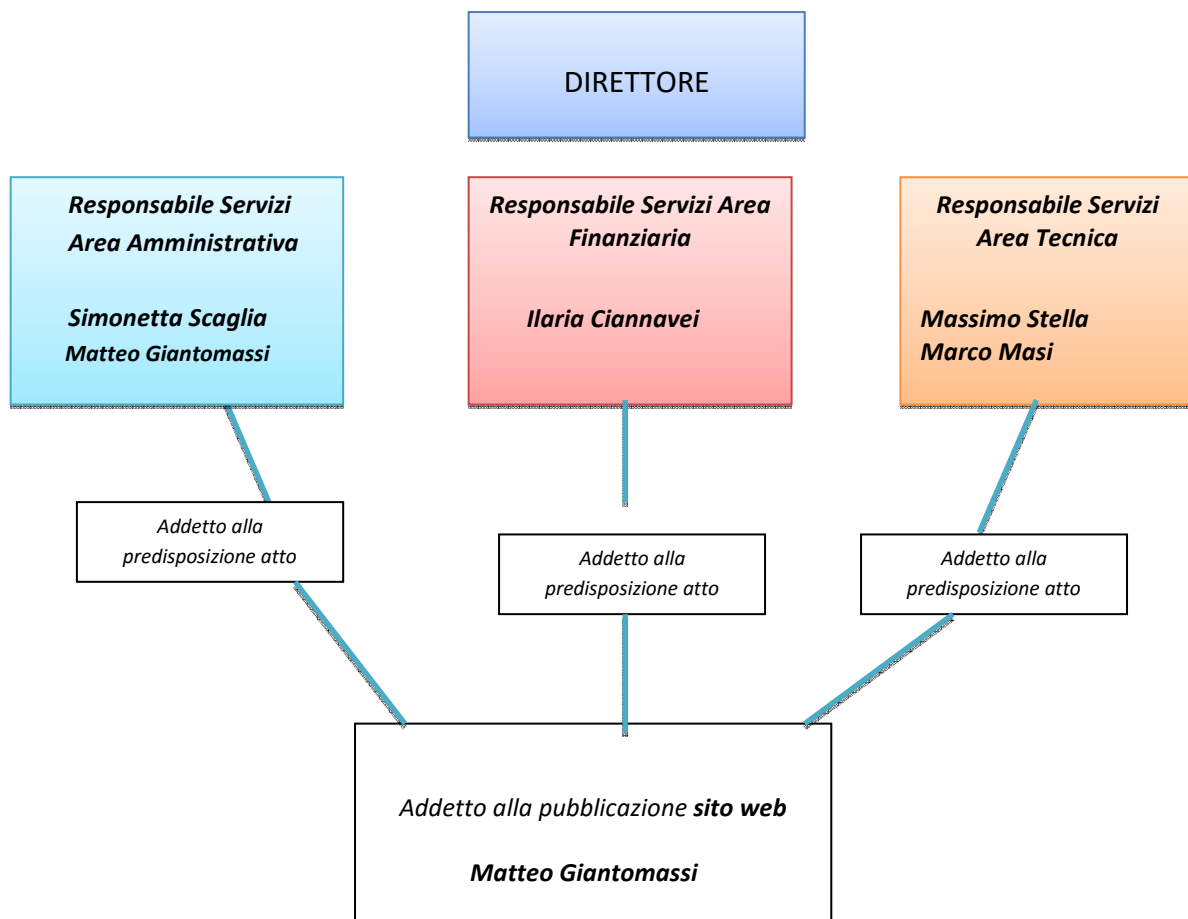 DIRETTORE
Responsabile Servizi
Area Amministrativa
Simonetta Scaglia
Matteo Giantomassi
Responsabile Servizi Area
Finanziaria
Ilaria Ciannavei
Responsabile Servizi
Area Tecnica
Massimo Stella
Marco Masi
Addetto alla
predisposizione atto
Addetto alla
predisposizione atto
Addetto alla
predisposizione atto
Addetto alla pubblicazione sito web
Matteo Giantomassi